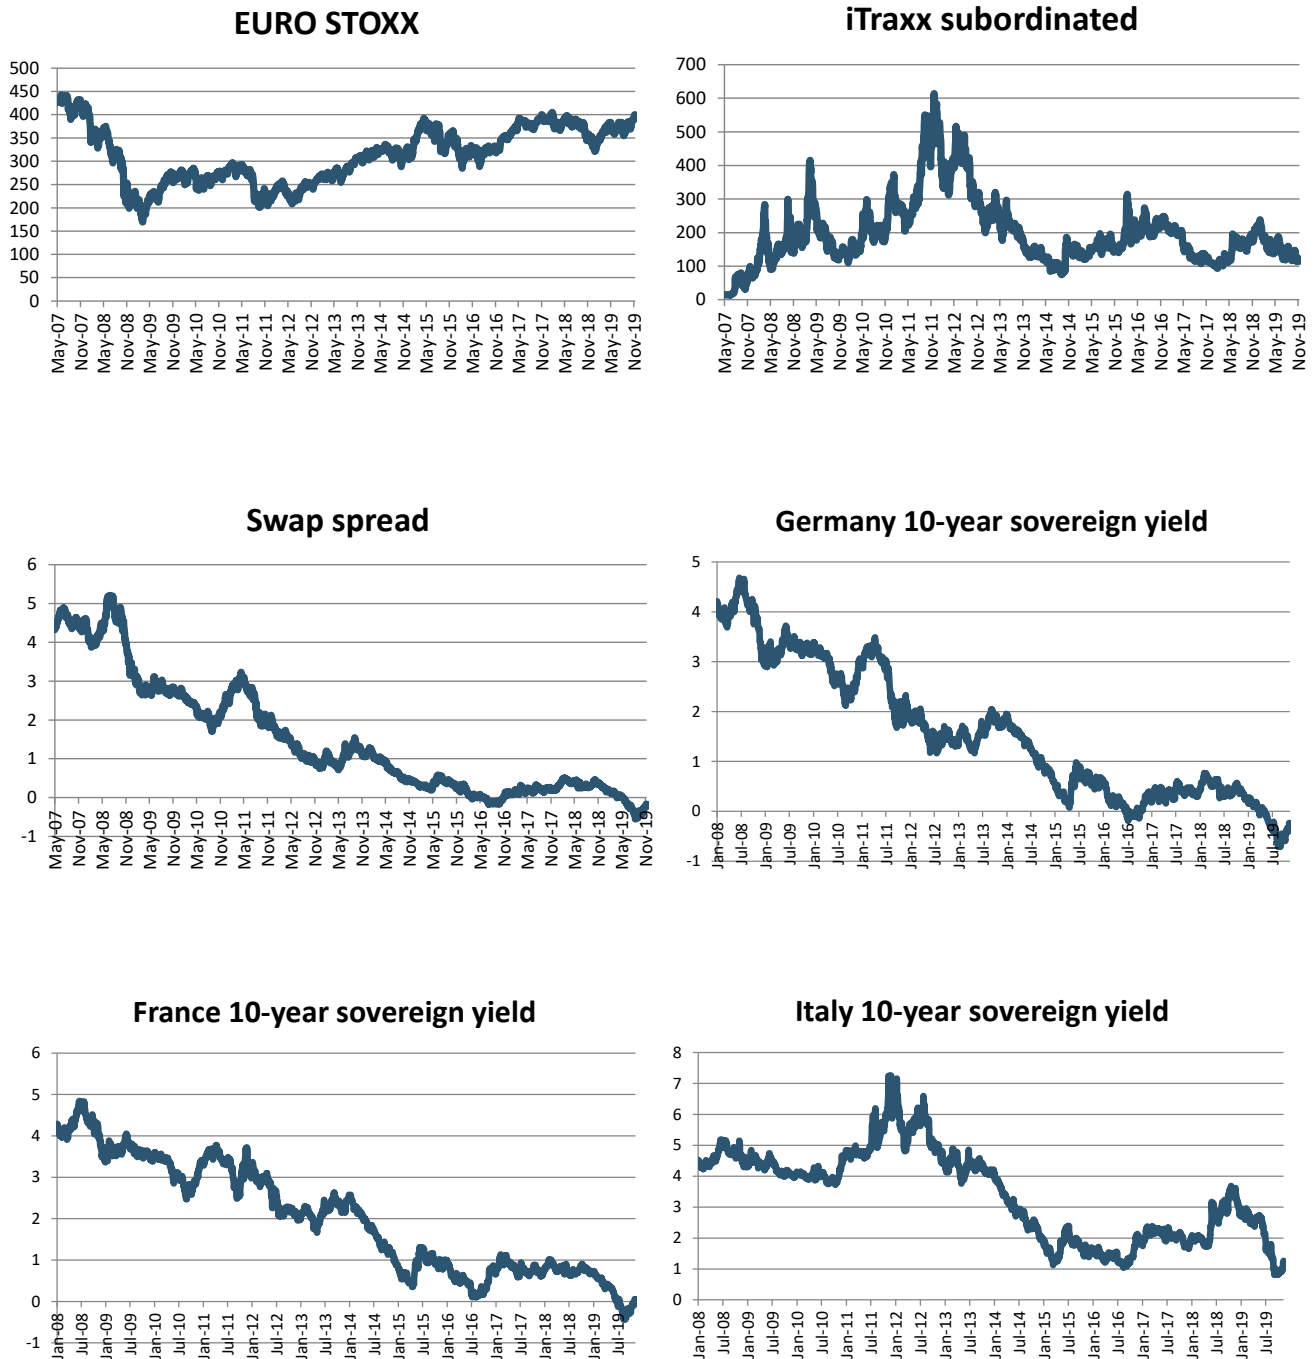 EURO STOXX
500
450
400
350
300
250
200
150
100
50
0
May-07
Nov-07
May-08
Nov-08
May-09
Nov-09
May-10
Nov-10
May-11
Nov-11
May-12
Nov-12
May-13
Nov-13
May-14
Nov-14
May-15
Nov-15
May-16
Nov-16
May-17
Nov-17
May-18
Nov-18
May-19
Nov-19
iTraxx subordinated
700
600
500
400
300
200
100
0
May-07
Nov-07
May-08
Nov-08
May-09
Nov-09
May-10
Nov-10
May-11
Nov-11
May-12
Nov-12
May-13
Nov-13
May-14
Nov-14
May-15
Nov-15
May-16
Nov-16
May-17
Nov-17
May-18
Nov-18
May-19
Nov-19
Swap spread
6
5
4
3
2
1
0
-1
May-07
Nov-07
May-08
Nov-08
May-09
Nov-09
May-10
Nov-10
May-11
Nov-11
May-12
Nov-12
May-13
Nov-13
May-14
Nov-14
May-15
Nov-15
May-16
Nov-16
May-17
Nov-17
May-18
Nov-18
May-19
Nov-19
Germany 10-year sovereign yield
5
4
3
2
1
0
-1
Jan-08
Jul-08
Jan-09
Jul-09
Jan-10
Jul-10
Jan-11
Jul-11
Jan-12
Jul-12
Jan-13
Jul-13
Jan-14
Jul-14
Jan-15
Jul-15
Jan-16
Jul-16
Jan-17
Jul-17
Jan-18
Jul-18
Jan-19
Jul-19
France 10-year sovereign yield
6
5
4
3
2
1
0
-1
Jan-08
Jul-08
Jan-09
Jul-09
Jan-10
Jul-10
Jan-11
Jul-11
Jan-12
Jul-12
Jan-13
Jul-13
Jan-14
Jul-14
Jan-15
Jul-15
Jan-16
Jul-16
Jan-17
Jul-17
Jan-18
Jul-18
Jan-19
Jul-19
Italy 10-year sovereign yield
8
7
6
5
4
3
2
1
0
Jan-08
Jul-08
Jan-09
Jul-09
Jan-10
Jul-10
Jan-11
Jul-11
Jan-12
Jul-12
Jan-13
Jul-13
Jan-14
Jul-14
Jan-15
Jul-15
Jan-16
Jul-16
Jan-17
Jul-17
Jan-18
Jul-18
Jan-19
Jul-19